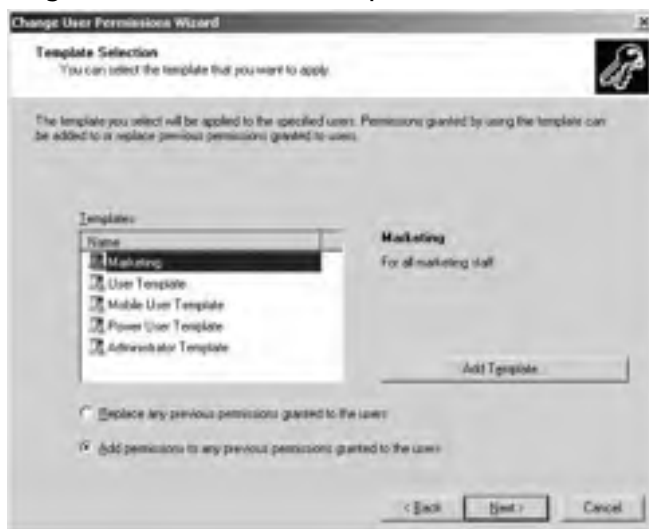 Change User Permissions Wizard
Template Selection
You can select the template that you want to apply.
The template you select will be applied to the specified users. Permissions granted by using the template can
be added to or replace previous permissions granted to users.
Templates:
Name
Marketing
User Template
Mobile User Template
Power User Template
Administrator Template
Marketing
For all marketing staff
Add Template
Replace any previous permissions granted to the users
Add permissions to any previous permissions granted to the users
< Back
Next >
Cancel